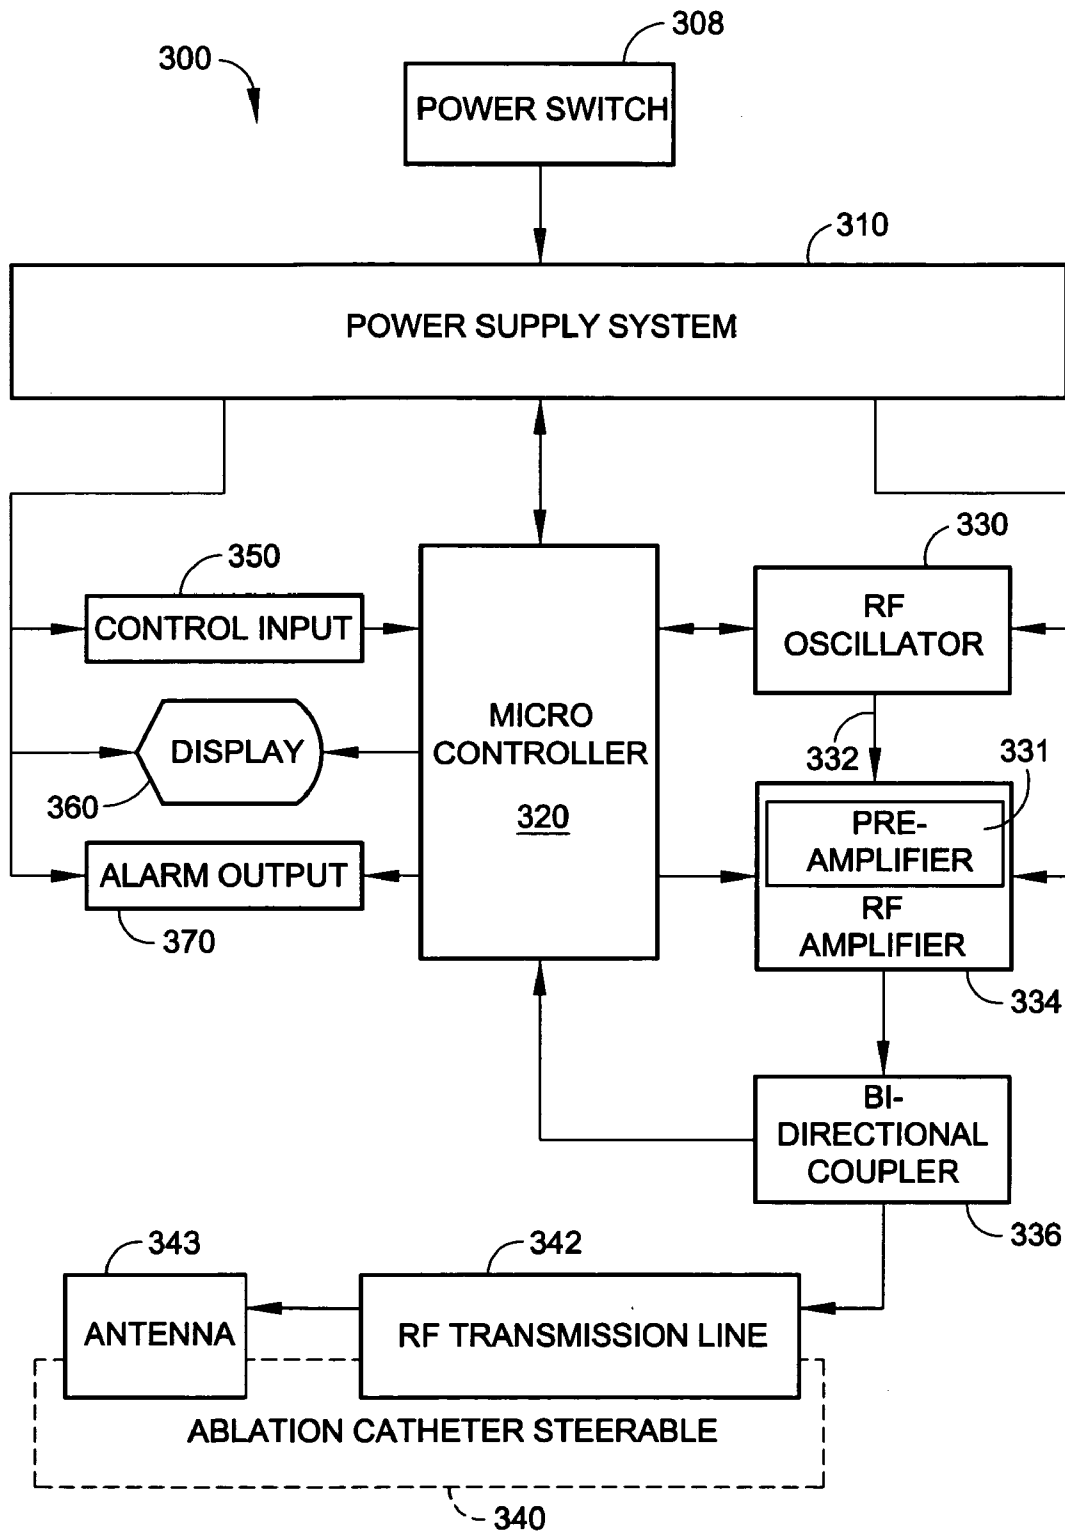 308
300
POWER SWITCH
310
POWER SUPPLY SYSTEM
350
330
CONTROL INPUT
RF
OSCILLATOR
MICRO
CONTROLLER
320
DISPLAY
360
332
331
PRE-
AMPLIFIER
ALARM OUTPUT
370
RF
AMPLIFIER
334
BI-
DIRECTIONAL
COUPLER
336
343
342
ANTENNA
RF TRANSMISSION LINE
ABLATION CATHETER STEERABLE
340